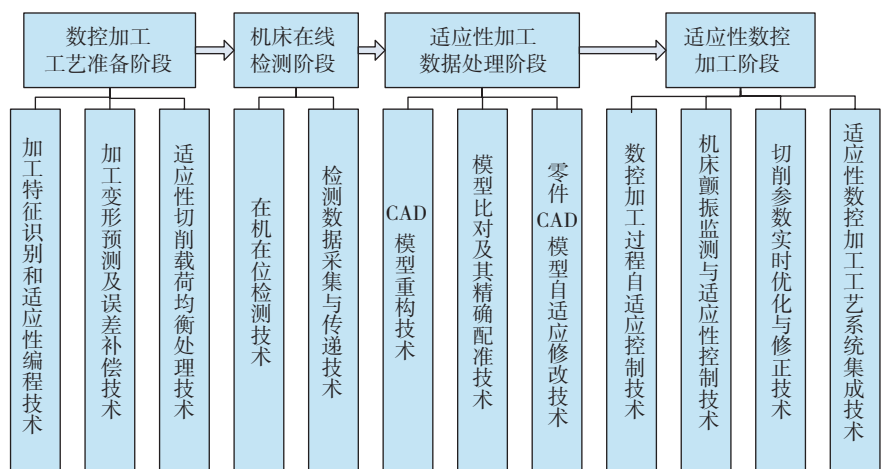 数控加工
工艺准备阶段
机床在线
检测阶段
适应性加工
数据处理阶段
适应性数控
加工阶段
加工特征识别和适应性编程技术
加工变形预测及误差补偿技术
适应性切削载荷均衡处理技术
在机在位检测技术
检测数据采集与传递技术
CAD模型重构技术
模型比对及其精确配准技术
零件CAD模型自适应修改技术
数控加工过程自适应控制技术
机床颤振监测与适应性控制技术
切削参数实时优化与修正技术
适应性数控加工工艺系统集成技术